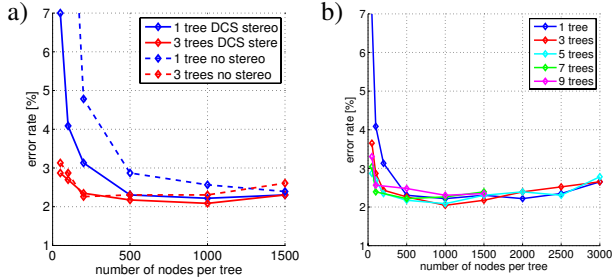 a)
7
6
5
4
3
2
1
0
500
1000
1500
error rate [%]
number of nodes per tree
1 tree DCS stereo
3 trees DCS stere
1 tree no stereo
3 trees no stereo
b)
7
6
5
4
3
2
1
0
500
1000
1500
2000
2500
3000
error rate [%]
number of nodes per tree
1 tree
3 trees
5 trees
7 trees
9 trees